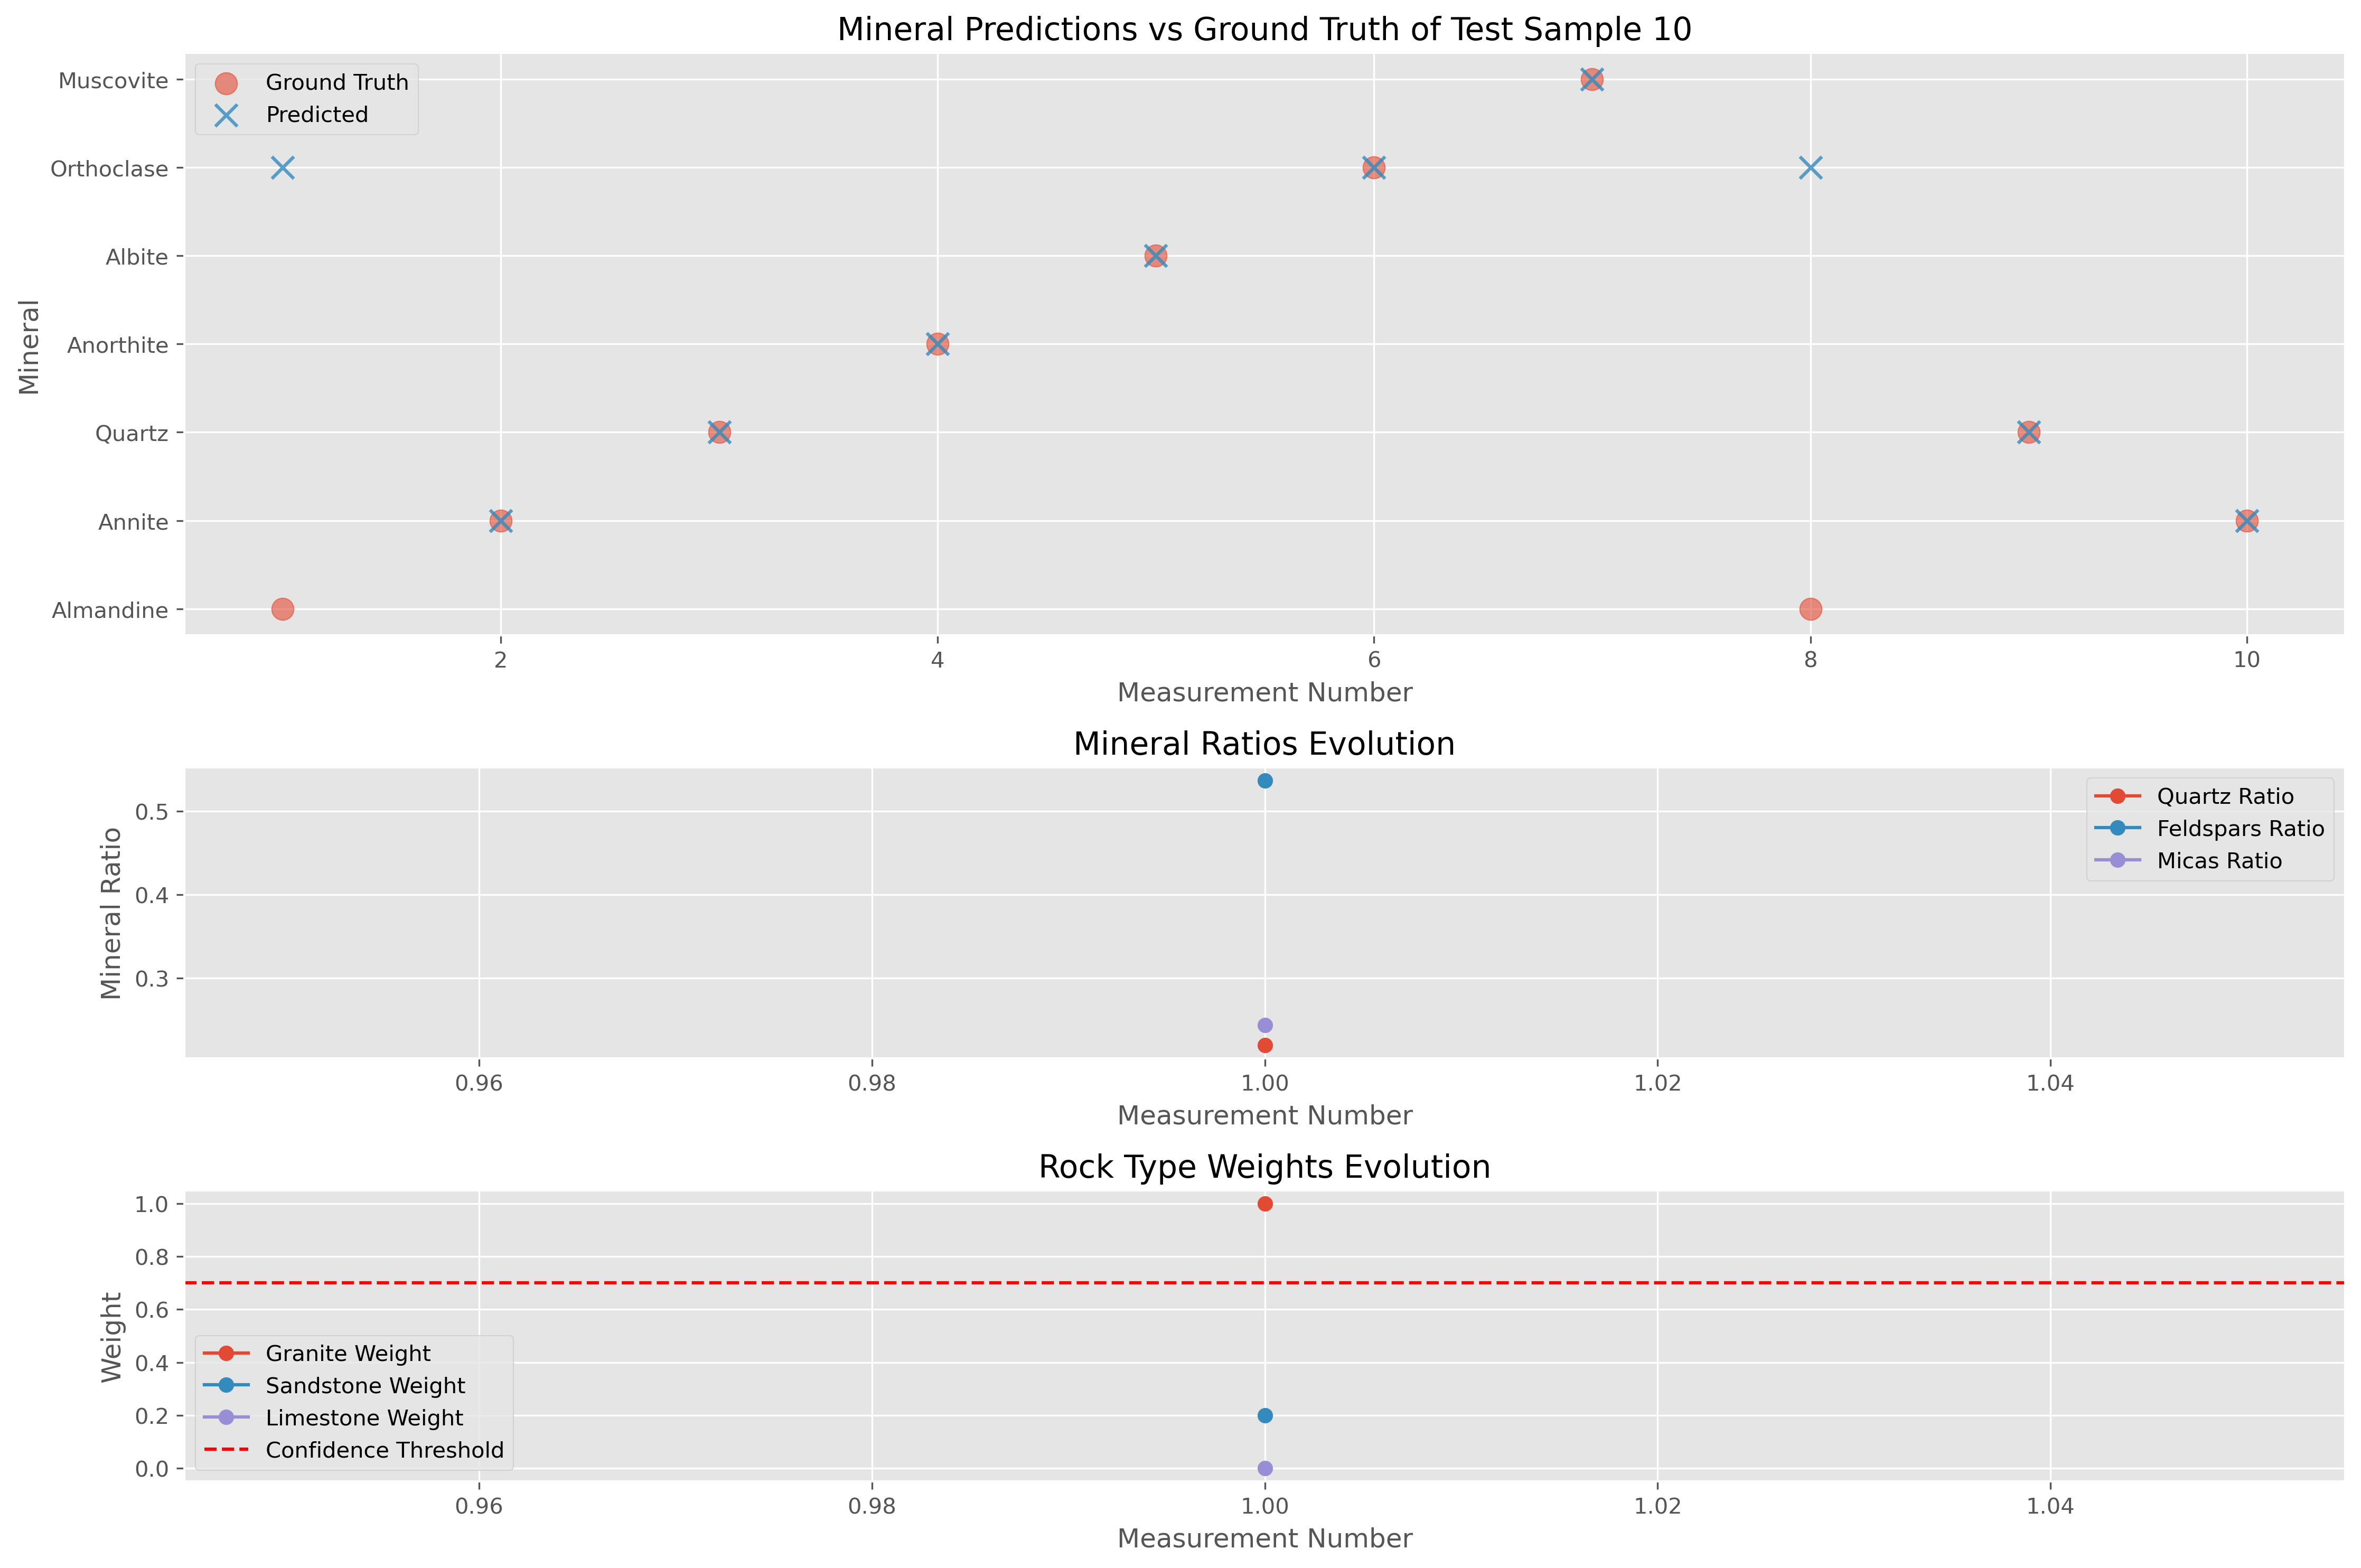 Mineral Predictions vs Ground Truth of Test Sample 10
Mineral
Muscovite
Orthoclase
Albite
Anorthite
Quartz
Annite
Almandine
Ground Truth
Predicted
2 4 6 8 10
Measurement Number
Mineral Ratios Evolution
Mineral Ratio
0.5
0.4
0.3
Quartz Ratio
Feldspars Ratio
Micas Ratio
0.96 0.98 1.00 1.02 1.04
Measurement Number
Rock Type Weights Evolution
Weight
1.0
0.8
0.6
0.4
0.2
0.0
Granite Weight
Sandstone Weight
Limestone Weight
Confidence Threshold
0.96 0.98 1.00 1.02 1.04
Measurement Number